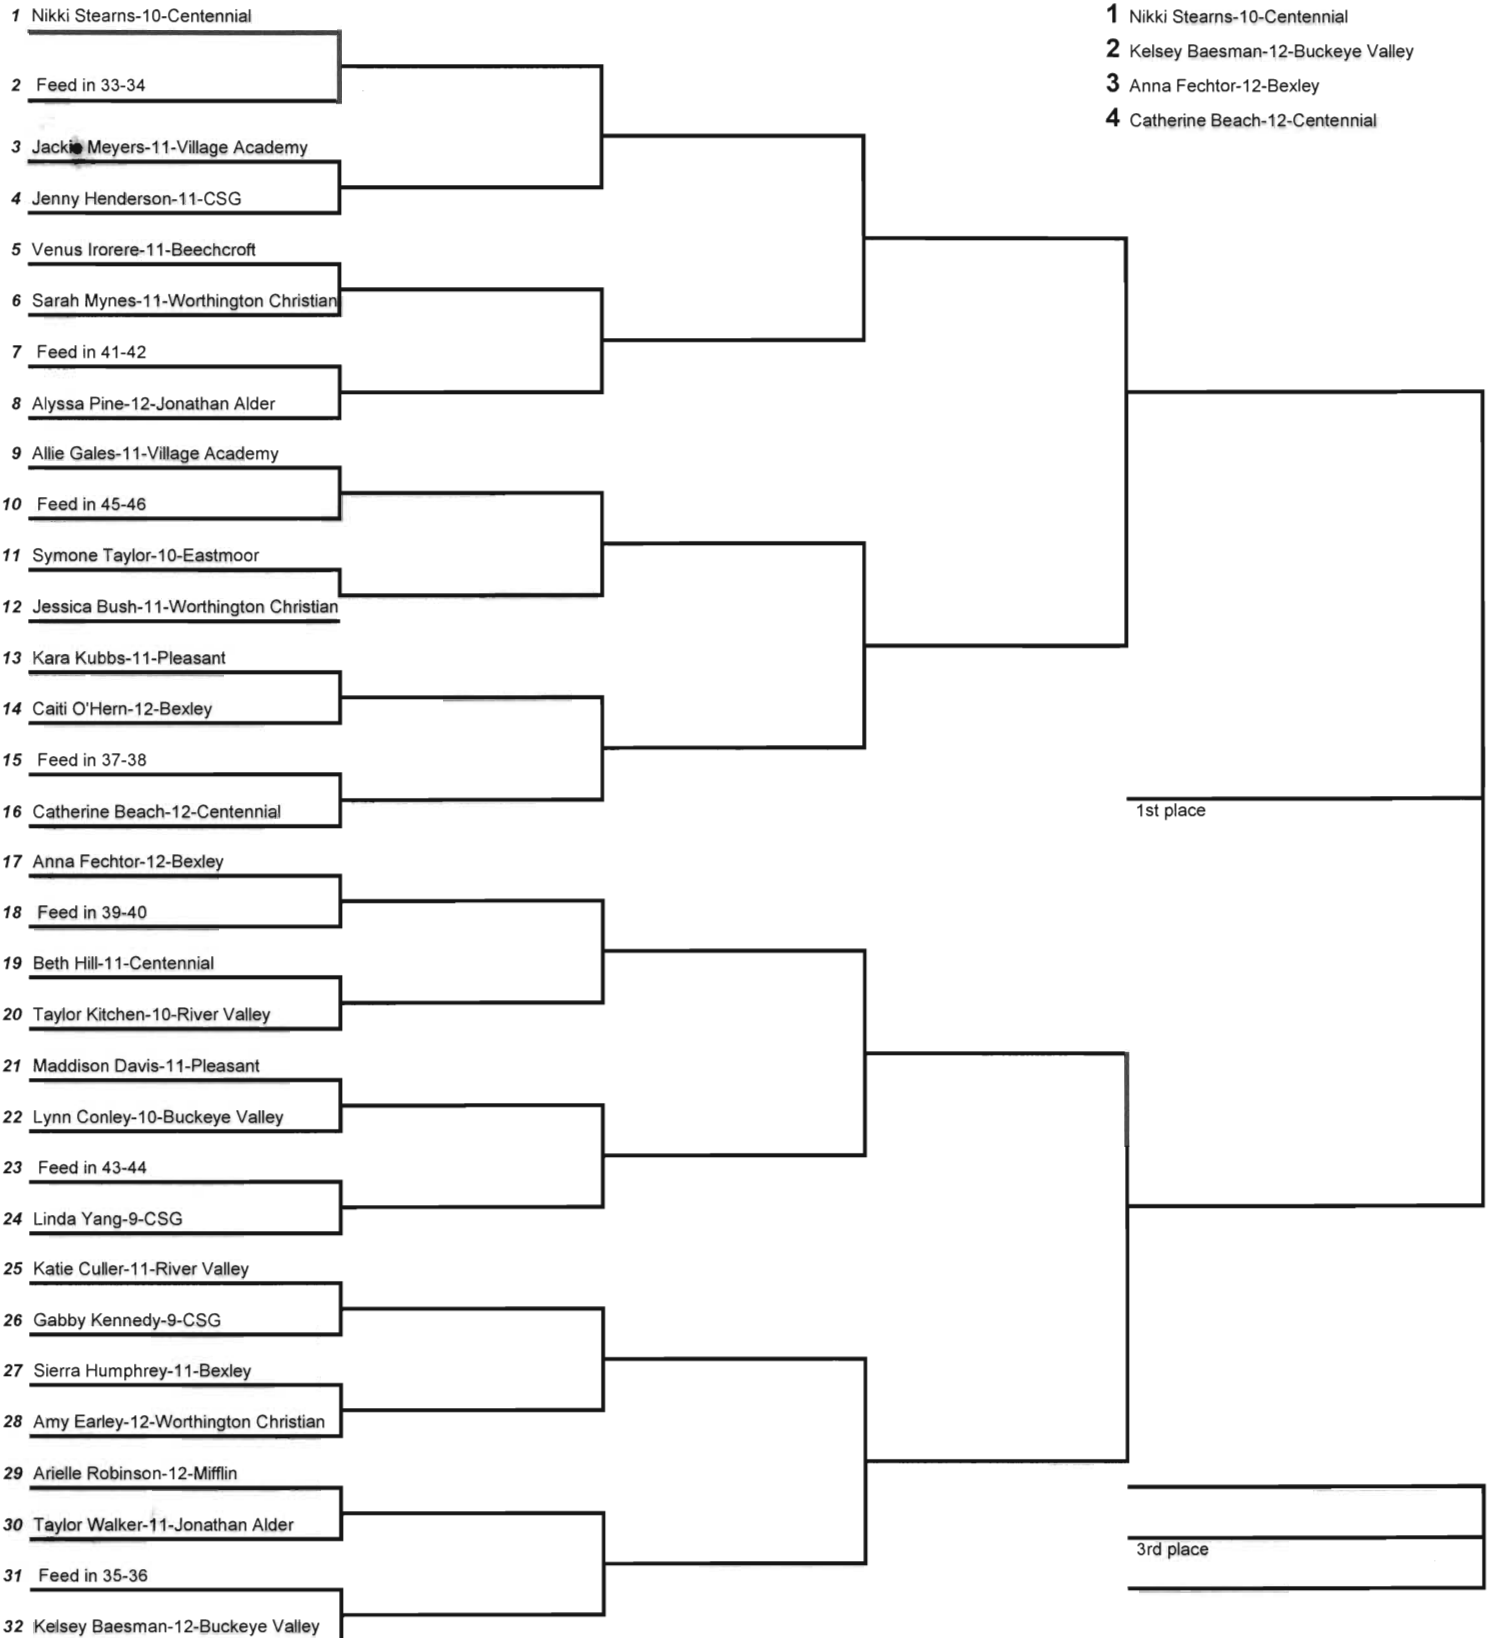 1 Nikki Stearns-10-Centennial
2 Feed in 33-34
3 Jackie Meyers-11-Village Academy
4 Jenny Henderson-11-CSG
5 Venus Irorere-11-Beechcroft
6 Sarah Mynes-11-Worthington Christian
7 Feed in 41-42
8 Alyssa Pine-12-Jonathan Alder
9 Allie Gales-11-Village Academy
10 Feed in 45-46
11 Symone Taylor-10-Eastmoor
12 Jessica Bush-11-Worthington Christian
13 Kara Kubbs-11-Pleasant
14 Caiti O'Hern-12-Bexley
15 Feed in 37-38
16 Catherine Beach-12-Centennial
17 Anna Fechtor-12-Bexley
18 Feed in 39-40
19 Beth Hill-11-Centennial
20 Taylor Kitchen-10-River Valley
21 Maddison Davis-11-Pleasant
22 Lynn Conley-10-Buckeye Valley
23 Feed in 43-44
24 Linda Yang-9-CSG
25 Katie Culler-11-River Valley
26 Gabby Kennedy-9-CSG
27 Sierra Humphrey-11-Bexley
28 Amy Earley-12-Worthington Christian
29 Arielle Robinson-12-Mifflin
30 Taylor Walker-11-Jonathan Alder
31 Feed in 35-36
32 Kelsey Baesman-12-Buckeye Valley
1 Nikki Stearns-10-Centennial
2 Kelsey Baesman-12-Buckeye Valley
3 Anna Fechtor-12-Bexley
4 Catherine Beach-12-Centennial
1st place
3rd place